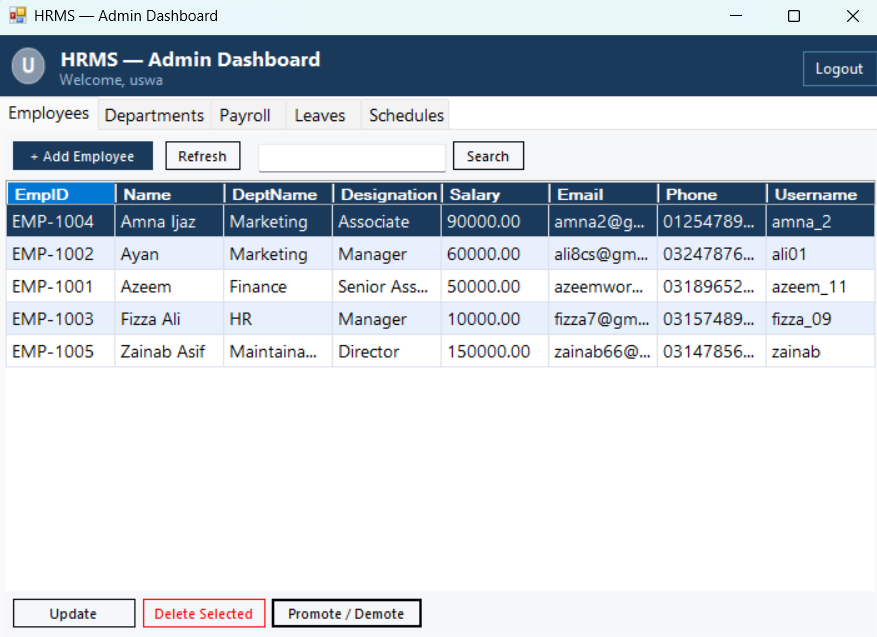 HRMS — Admin Dashboard
U
HRMS — Admin Dashboard
Welcome, uswa
Logout
Employees Departments Payroll Leaves Schedules
+ Add Employee Refresh Search
EmpID Name DeptName Designation Salary Email Phone Username
EMP-1004 Amna Ijaz Marketing Associate 90000.00 amna2@g... 01254789... amna_2
EMP-1002 Ayan Marketing Manager 60000.00 ali8cs@gm... 03247876... ali01
EMP-1001 Azeem Finance Senior Ass... 50000.00 azeemwor... 03189652... azeem_11
EMP-1003 Fizza Ali HR Manager 10000.00 fizza7@gm... 03157489... fizza_09
EMP-1005 Zainab Asif Maintaina... Director 150000.00 zainab66@... 03147856... zainab
Update Delete Selected Promote / Demote